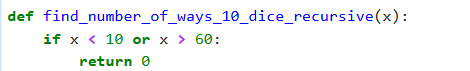 def find_number_of_ways_10_dice_recursive(x):
    if x < 10 or x > 60:
        return 0